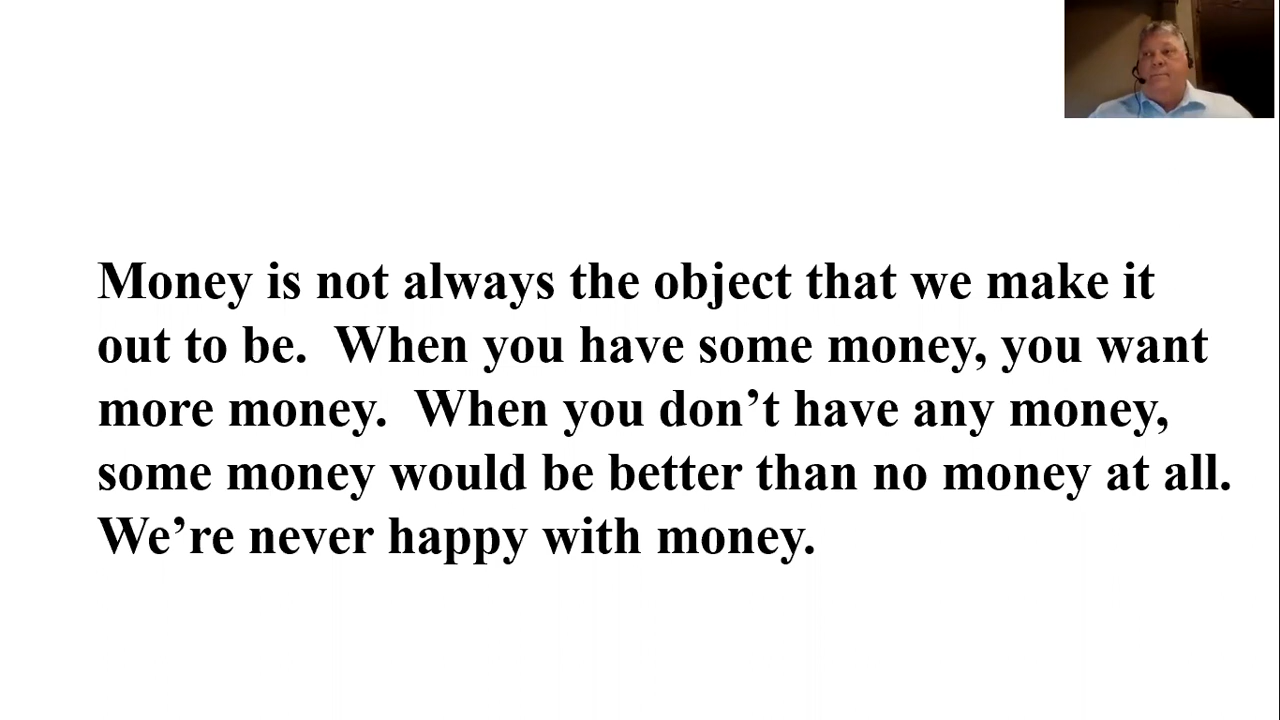 Money is not always the object that we make it
out to be.  When you have some money, you want
more money.  When you don’t have any money,
some money would be better than no money at all.
We’re never happy with money.